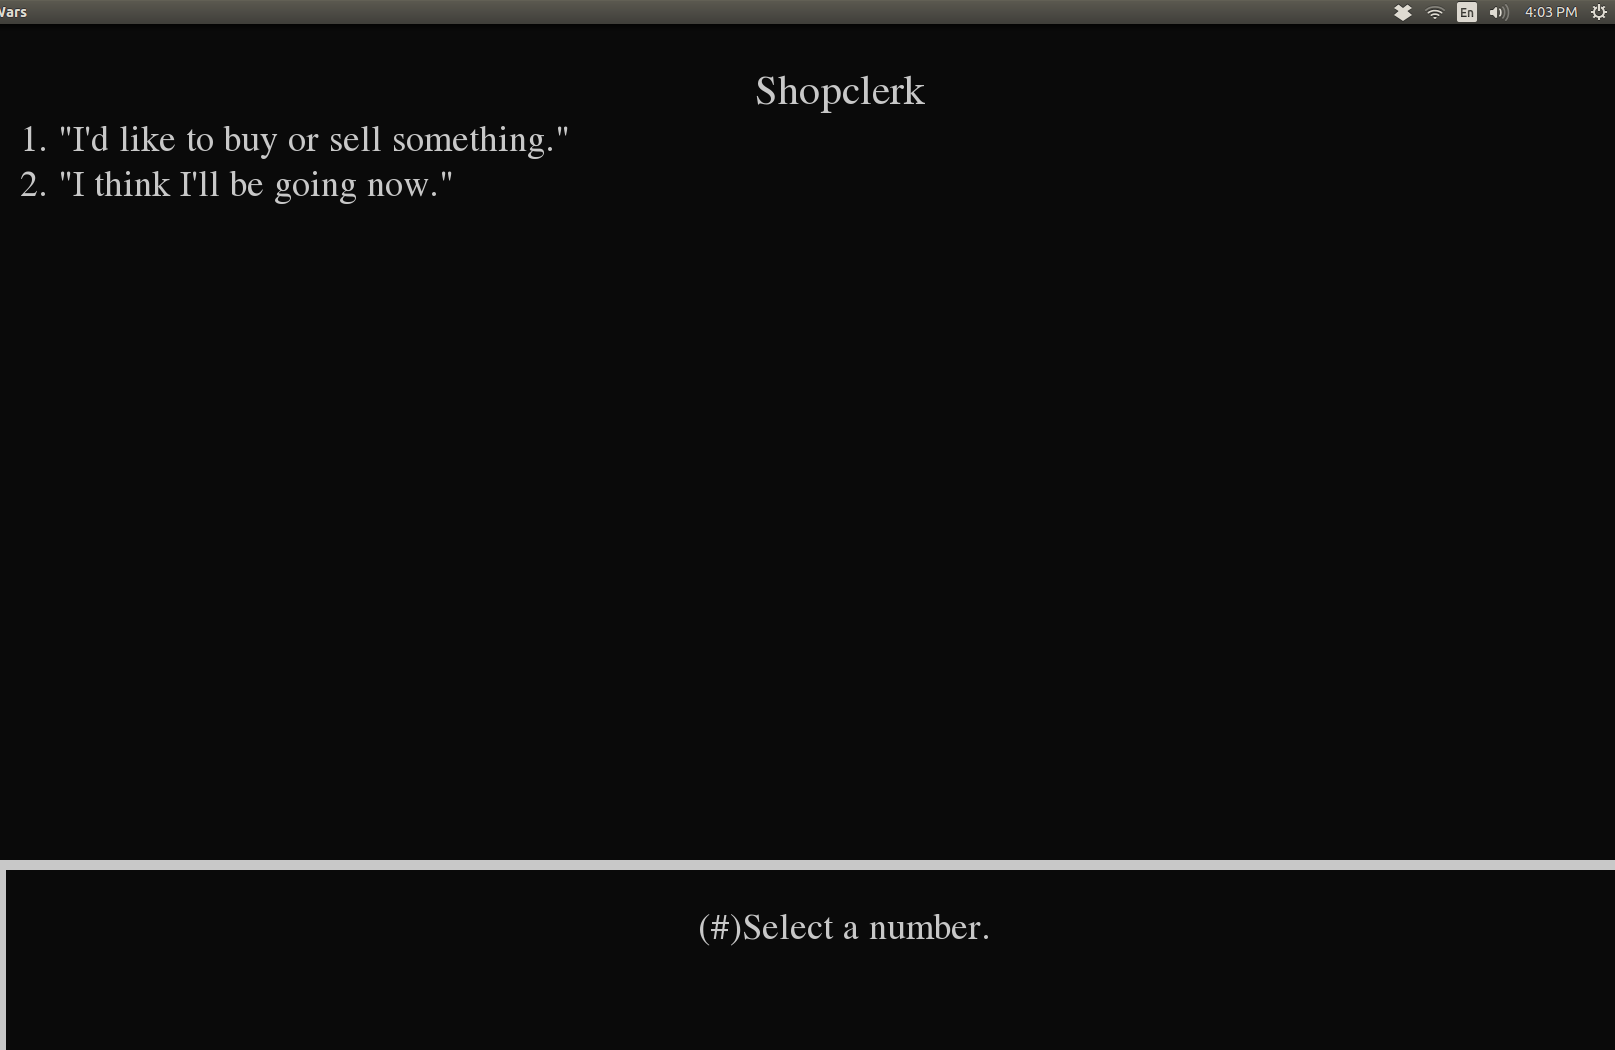 En 4:03 PM
Shopclerk
1. "I'd like to buy or sell something."
2. "I think I'll be going now."
(#)Select a number.